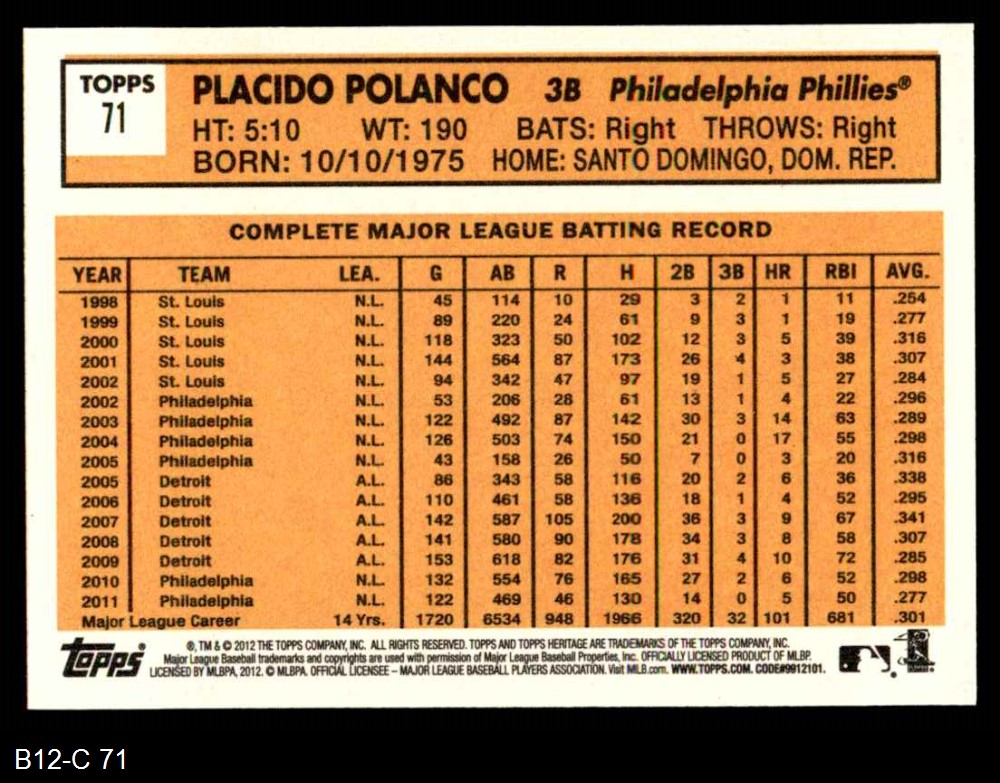 TOPPS
71
PLACIDO POLANCO 3B Philadelphia Phillies®
HT: 5:10 WT: 190 BATS: Right THROWS: Right
BORN: 10/10/1975 HOME: SANTO DOMINGO, DOM. REP.
COMPLETE MAJOR LEAGUE BATTING RECORD
YEAR TEAM LEA. G AB R H 2B 3B HR RBI AVG.
1998 St. Louis N.L. 45 114 10 29 3 2 1 11 .254
1999 St. Louis N.L. 89 220 24 61 9 3 1 19 .277
2000 St. Louis N.L. 118 323 50 102 12 3 5 39 .316
2001 St. Louis N.L. 144 564 87 173 26 4 3 38 .307
2002 St. Louis N.L. 94 342 47 97 19 1 5 27 .284
2002 Philadelphia N.L. 53 206 28 61 13 1 4 22 .296
2003 Philadelphia N.L. 122 492 87 142 30 3 14 63 .289
2004 Philadelphia N.L. 126 503 74 150 21 0 17 55 .298
2005 Philadelphia N.L. 43 158 26 50 7 0 3 20 .316
2005 Detroit A.L. 86 343 58 116 20 2 6 36 .338
2006 Detroit A.L. 110 461 58 136 18 1 4 52 .295
2007 Detroit A.L. 142 587 105 200 36 3 9 67 .341
2008 Detroit A.L. 141 580 90 178 34 3 8 58 .307
2009 Detroit A.L. 153 618 82 176 31 4 10 72 .285
2010 Philadelphia N.L. 132 554 76 165 27 2 6 52 .298
2011 Philadelphia N.L. 122 469 46 130 14 0 5 50 .277
Major League Career 14 Yrs. 1720 6534 948 1966 320 32 101 681 .301
Topps
®, TM & © 2012 THE TOPPS COMPANY, INC. ALL RIGHTS RESERVED. TOPPS AND TOPPS HERITAGE ARE TRADEMARKS OF THE TOPPS COMPANY, INC.
Major League Baseball trademarks and copyrights are used with permission of Major League Baseball Properties, Inc. OFFICIALLY LICENSED PRODUCT OF MLBP.
LICENSED BY MLBPA, 2012. © MLBPA. OFFICIAL LICENSEE – MAJOR LEAGUE BASEBALL PLAYERS ASSOCIATION. Visit MLB.com. WWW.TOPPS.COM. CODE#9912101.
B12-C 71